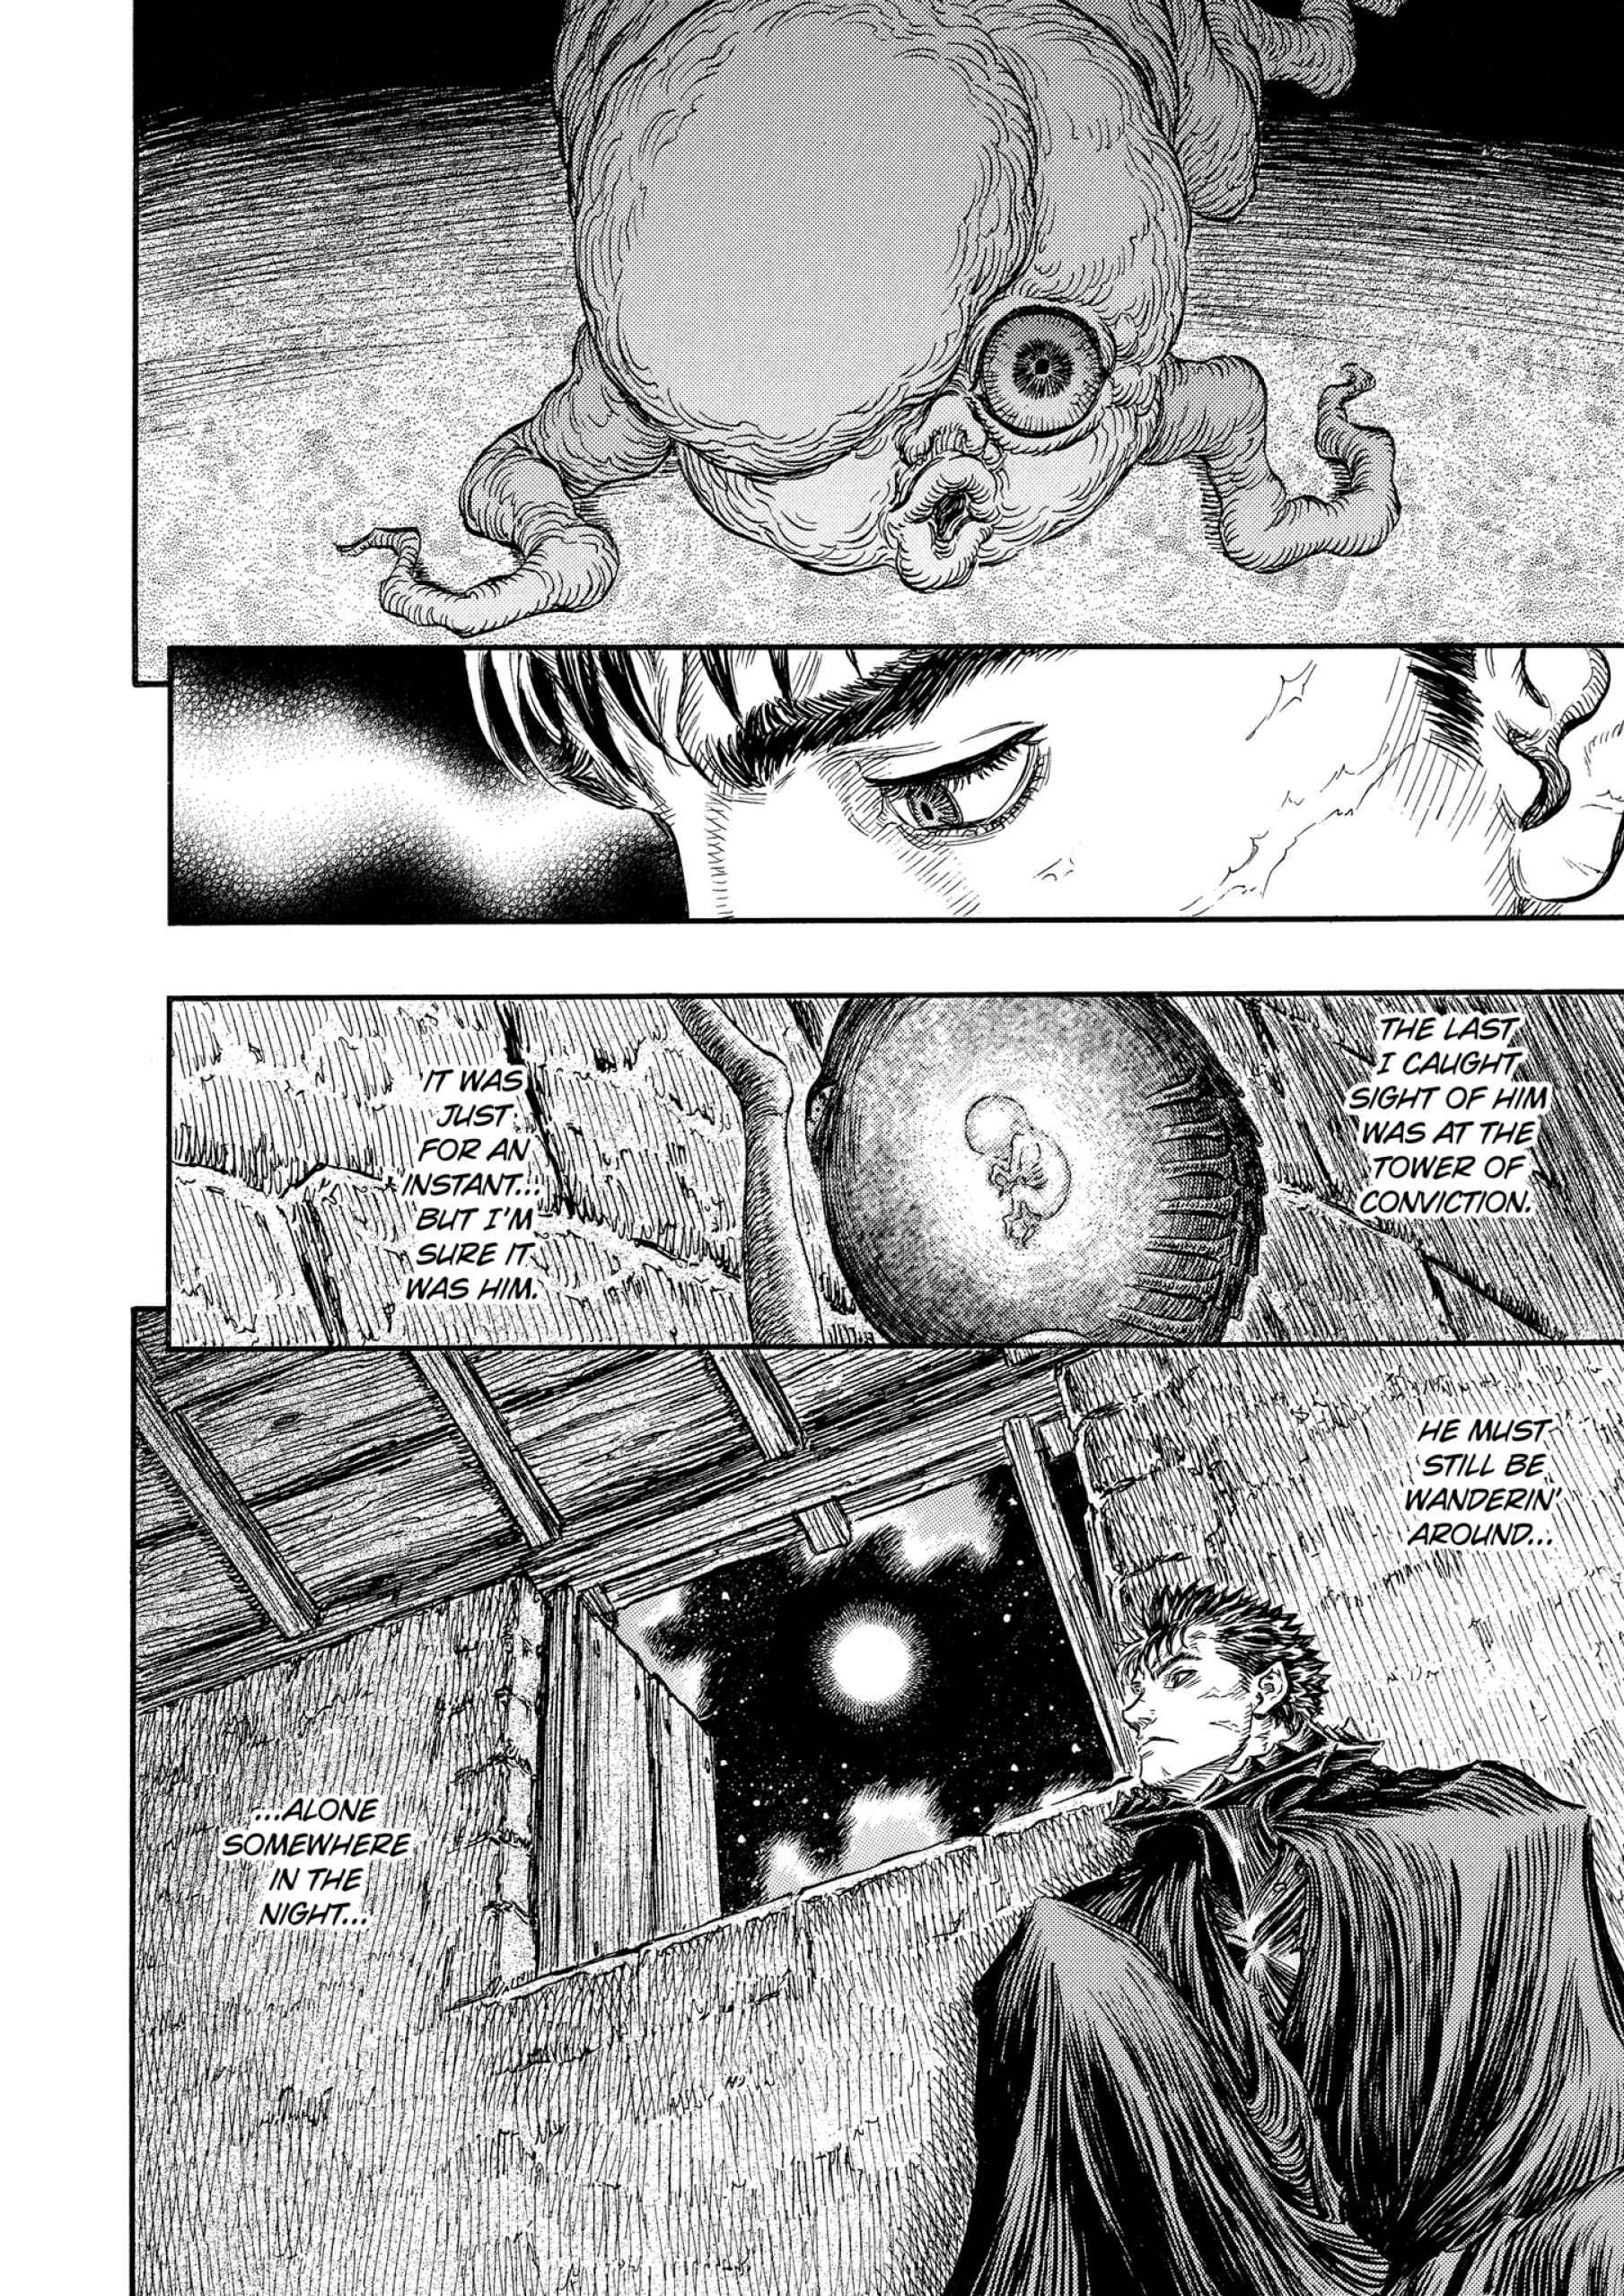 THE LAST
I CAUGHT
SIGHT OF HIM
WAS AT THE
TOWER OF
CONVICTION.
IT WAS
JUST
FOR AN
INSTANT...
BUT I'M
SURE IT
WAS HIM.
HE MUST
STILL BE
WANDERIN'
AROUND...
...ALONE
SOMEWHERE
IN THE
NIGHT...